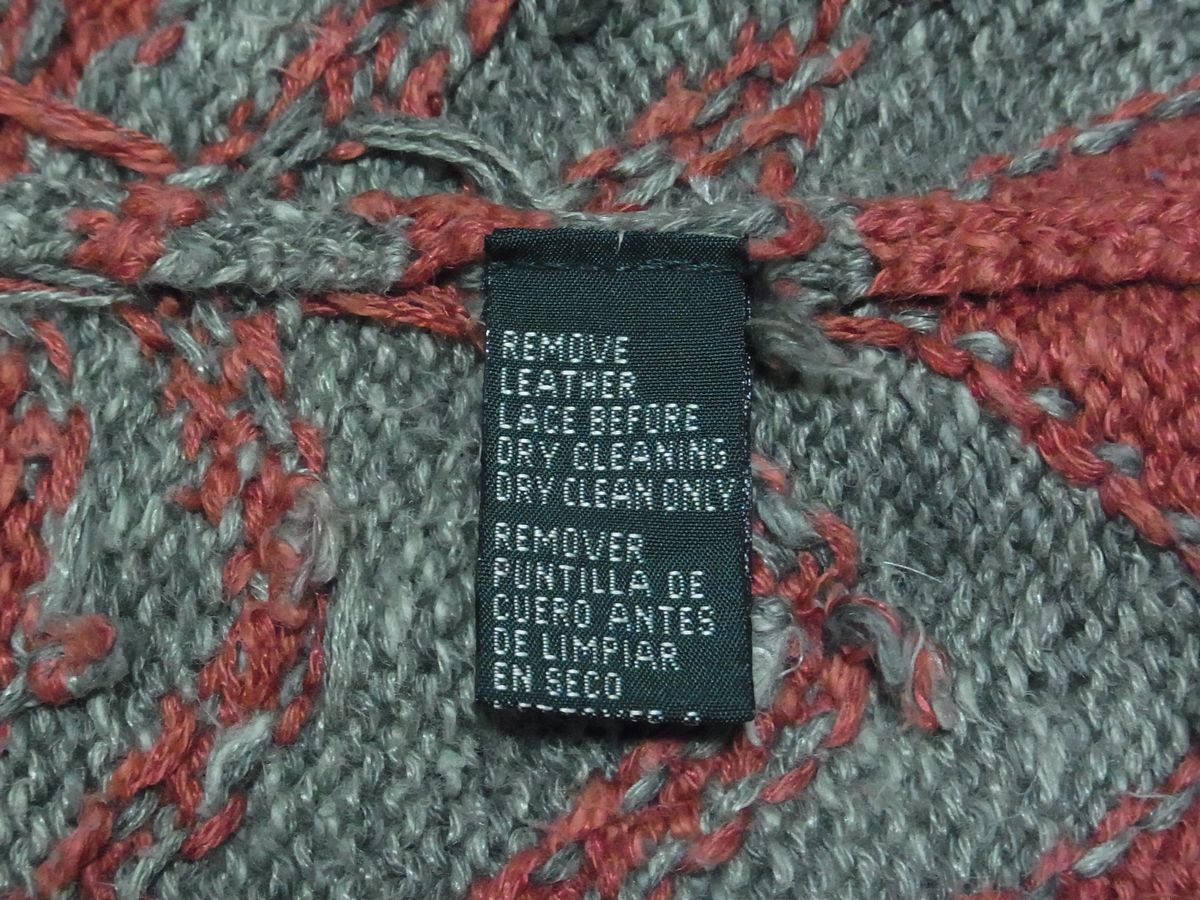 REMOVE
LEATHER
LACE BEFORE
DRY CLEANING
DRY CLEAN ONLY
REMOVER
PUNTILLA DE
CUERO ANTES
DE LIMPIAR
EN SECO